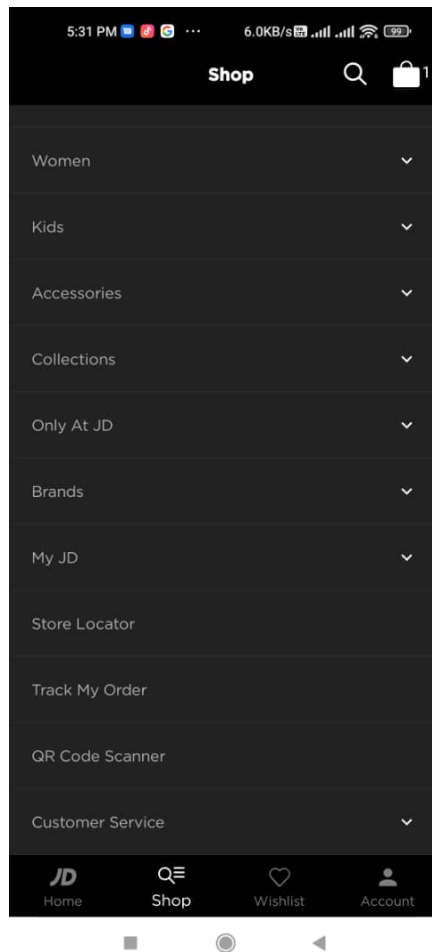 5:31 PM G ... 6.0KB/s 99
Shop
1
Women
Kids
Accessories
Collections
Only At JD
Brands
My JD
Store Locator
Track My Order
QR Code Scanner
Customer Service
JD
Home Shop Wishlist Account